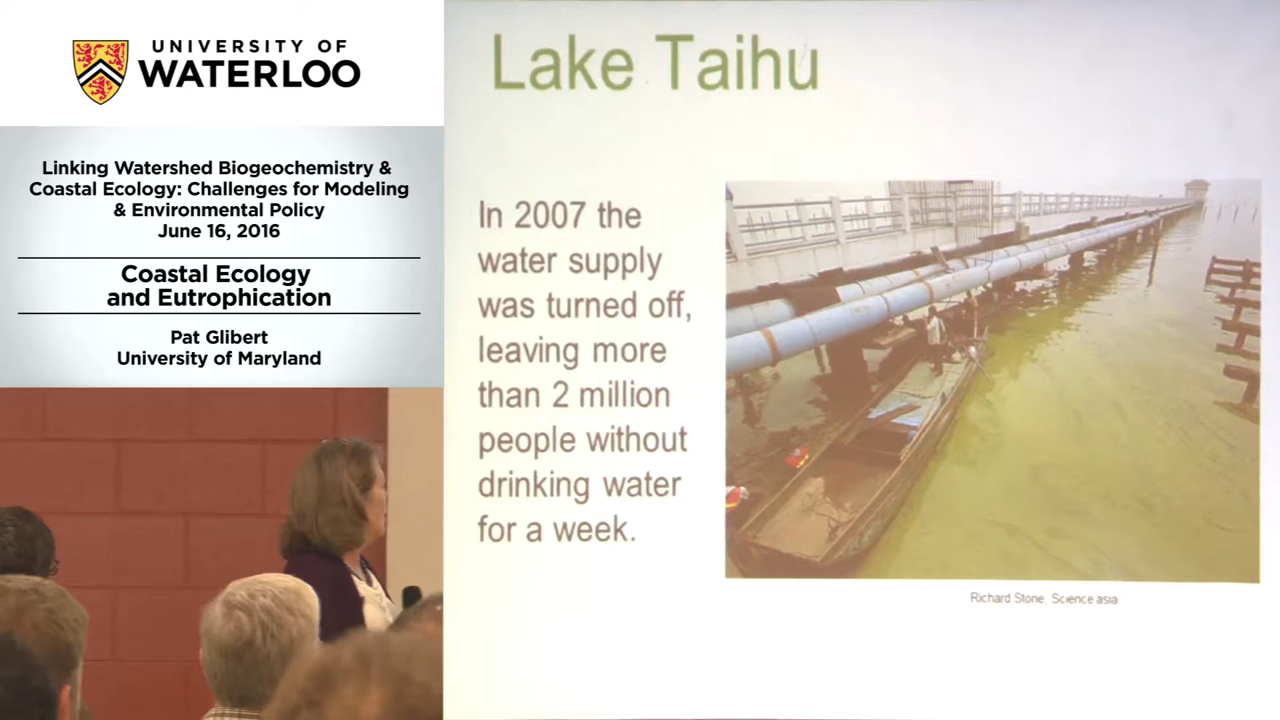 UNIVERSITY OF
WATERLOO
Linking Watershed Biogeochemistry &
Coastal Ecology: Challenges for Modeling
& Environmental Policy
June 16, 2016
Coastal Ecology
and Eutrophication
Pat Glibert
University of Maryland
Lake Taihu
In 2007 the
water supply
was turned off,
leaving more
than 2 million
people without
drinking water
for a week.
Richard Stone, Science asia